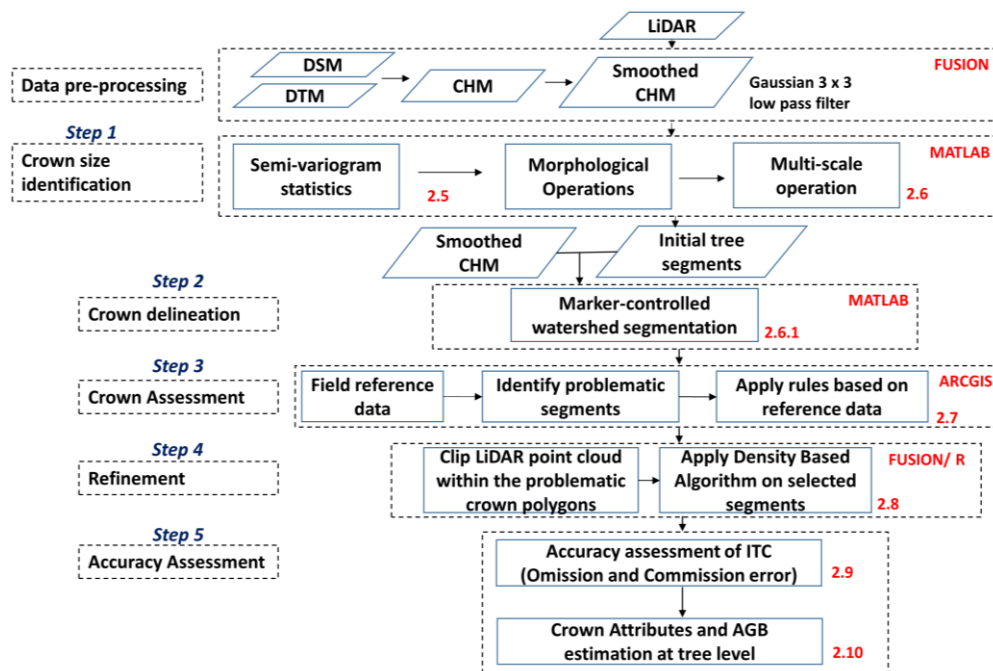 LiDAR
Data pre-processing
DSM
DTM
CHM
Smoothed
CHM
Gaussian 3 x 3
low pass filter
FUSION
Step 1
Crown size
identification
Semi-variogram
statistics
2.5
Morphological
Operations
Multi-scale
operation
MATLAB
2.6
Smoothed
CHM
Initial tree
segments
Step 2
Crown delineation
Marker-controlled
watershed segmentation
MATLAB
2.6.1
Step 3
Crown Assessment
Field reference
data
Identify problematic
segments
Apply rules based on
reference data
ARCGIS
2.7
Step 4
Refinement
Clip LiDAR point cloud
within the problematic
crown polygons
Apply Density Based
Algorithm on selected
segments
FUSION/ R
2.8
Step 5
Accuracy Assessment
Accuracy assessment of ITC
(Omission and Commission error)
2.9
Crown Attributes and AGB
estimation at tree level
2.10